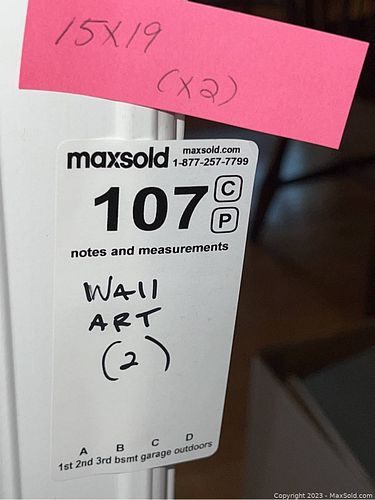 15X19
(X2)
maxsold maxsold.com
1-877-257-7799
107 C
P
notes and measurements
WAll
ART
(2)
A B C D
1st 2nd 3rd bsmt garage outdoors
Copyright 2023 - MaxSold.com